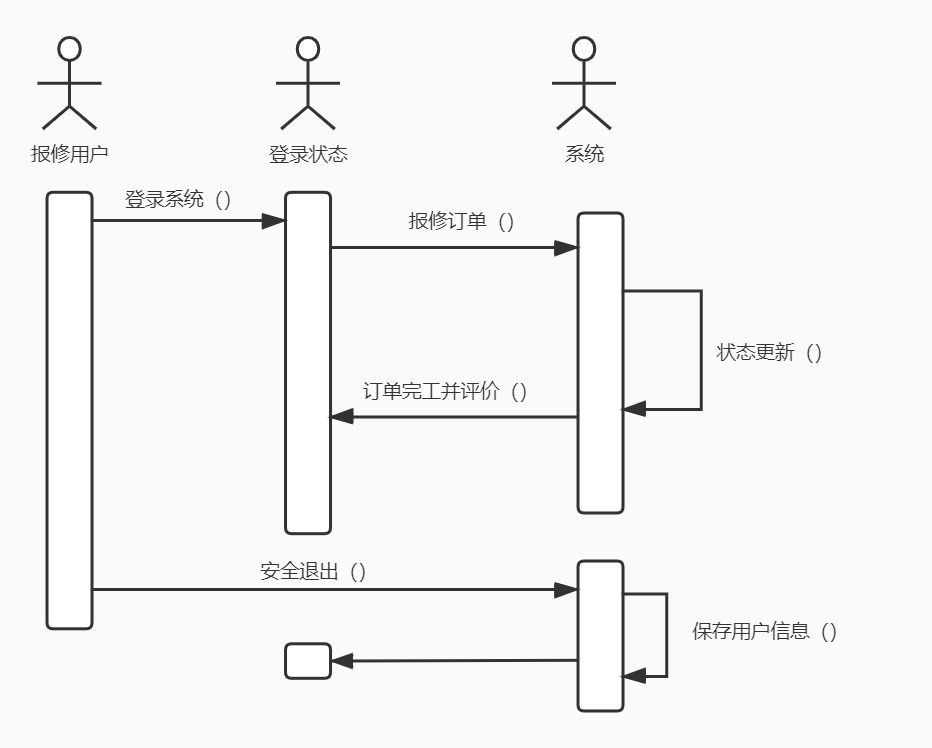 报修用户
登录状态
系统
登录系统（）
报修订单（）
状态更新（）
订单完工并评价（）
安全退出（）
保存用户信息（）